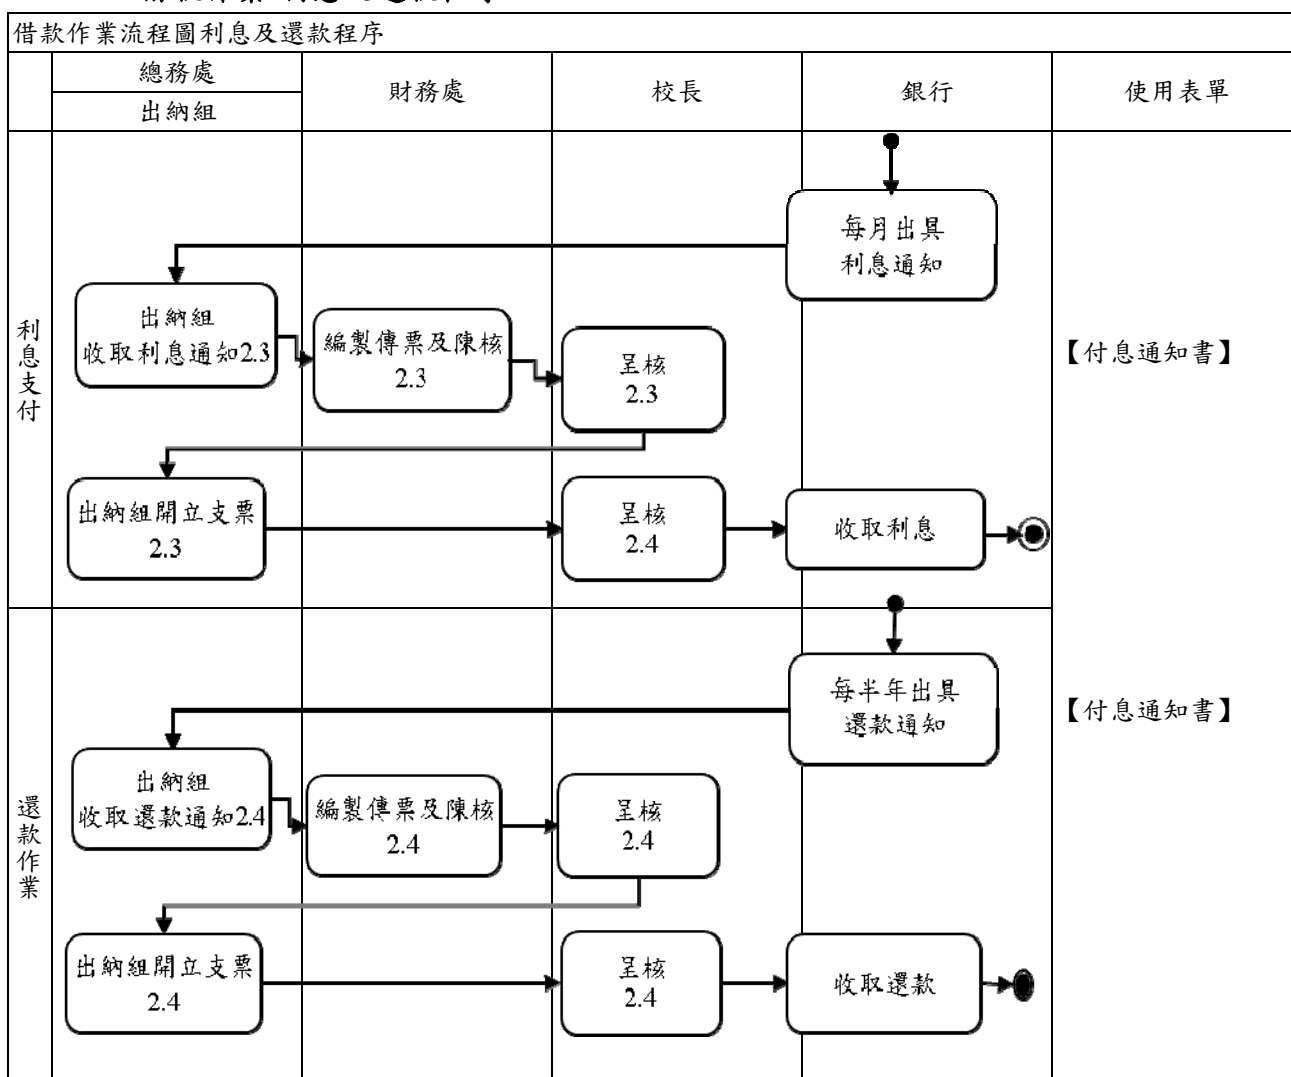 借款作業流程圖利息及還款程序
總務處
出納組
財務處
校長
銀行
使用表單
利息支付
每月出具
利息通知
出納組
收取利息通知2.3
編製傳票及陳核
2.3
呈核
2.3
【付息通知書】
出納組開立支票
2.3
呈核
2.4
收取利息
還款作業
每半年出具
還款通知
【付息通知書】
出納組
收取還款通知2.4
編製傳票及陳核
2.4
呈核
2.4
出納組開立支票
2.4
呈核
2.4
收取還款